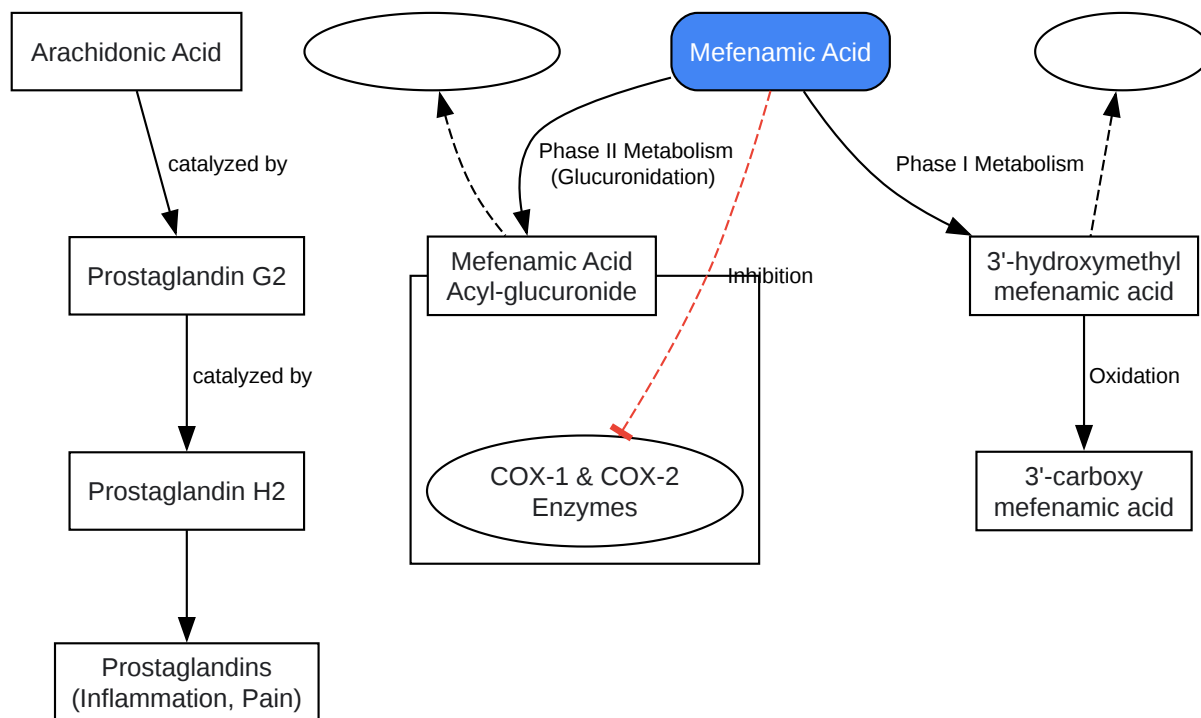 Arachidonic Acid
Mefenamic Acid
catalyzed by
Phase II Metabolism
(Glucuronidation)
Phase I Metabolism
Prostaglandin G2
Mefenamic Acid
Acyl-glucuronide
Inhibition
3'-hydroxymethyl
mefenamic acid
catalyzed by
Oxidation
Prostaglandin H2
COX-1 & COX-2
Enzymes
3'-carboxy
mefenamic acid
Prostaglandins
(Inflammation, Pain)